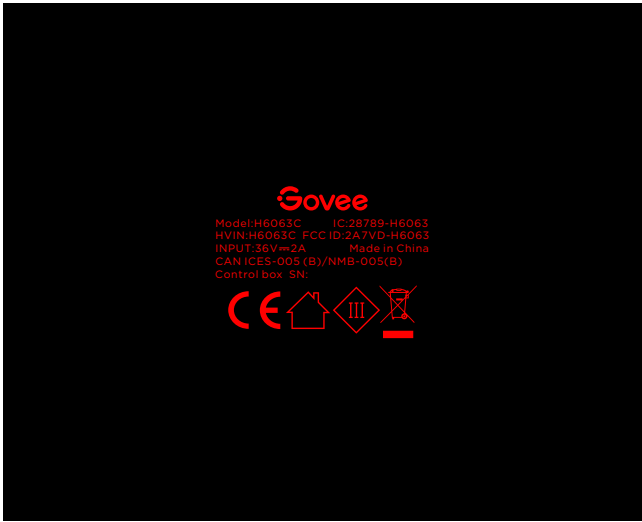 Govee
Model:H6063C IC:28789-H6063
HVIN:H6063C FCC ID:2A7VD-H6063
INPUT:36V⎓2A Made in China
CAN ICES-005 (B)/NMB-005(B)
Control box SN:
CE
III